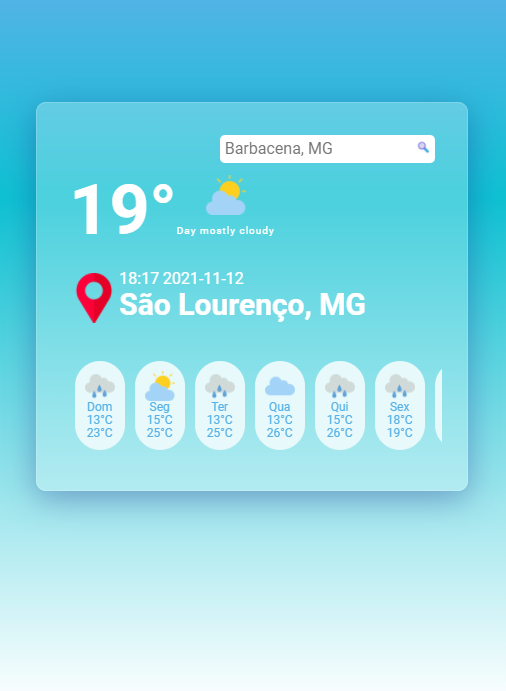 Barbacena, MG
19°
Day mostly cloudy
18:17 2021-11-12
São Lourenço, MG
Dom Seg Ter Qua Qui Sex
13°C 15°C 13°C 13°C 15°C 18°C
23°C 25°C 25°C 26°C 26°C 19°C